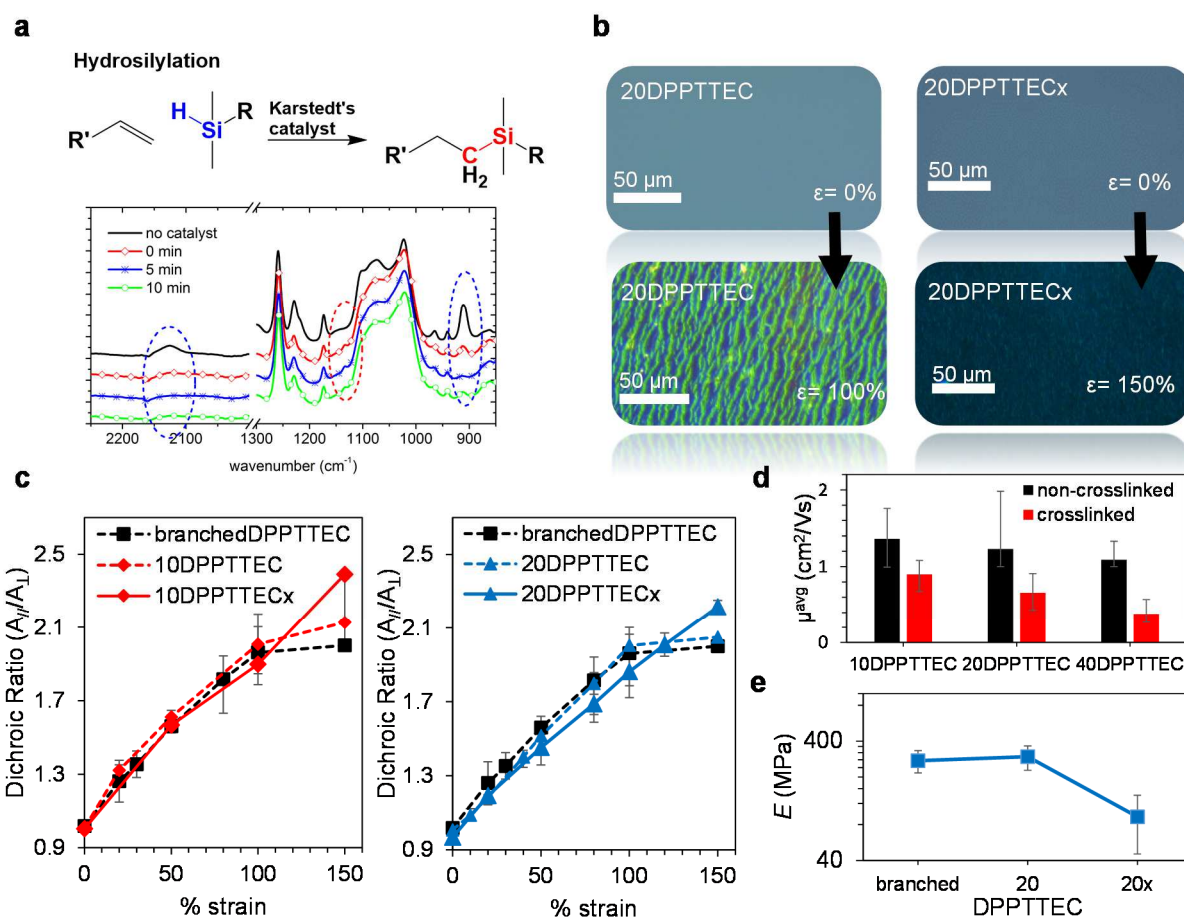 a
Hydrosilylation
R'
H
Si
R
Karstedt's
catalyst
R'
C
H2
Si
R
no catalyst
0 min
5 min
10 min
2200
2100
1300
1200
1100
1000
900
wavenumber (cm⁻¹)
b
20DPPTTEC
50 µm
ε= 0%
20DPPTTECx
50 µm
ε= 0%
20DPPTTEC
50 µm
ε= 100%
20DPPTTECx
50 µm
ε= 150%
c
Dichroic Ratio (A///A⊥)
2.5
2.1
1.7
1.3
0.9
branchedDPPTTEC
10DPPTTEC
10DPPTTECx
0
50
100
150
% strain
Dichroic Ratio (A///A⊥)
2.5
2.1
1.7
1.3
0.9
branchedDPPTTEC
20DPPTTEC
20DPPTTECx
0
50
100
150
% strain
d
µavg (cm²/Vs)
2
1
0
non-crosslinked
crosslinked
10DPPTTEC
20DPPTTEC
40DPPTTEC
e
E (MPa)
400
40
branched
20
20x
DPPTTEC